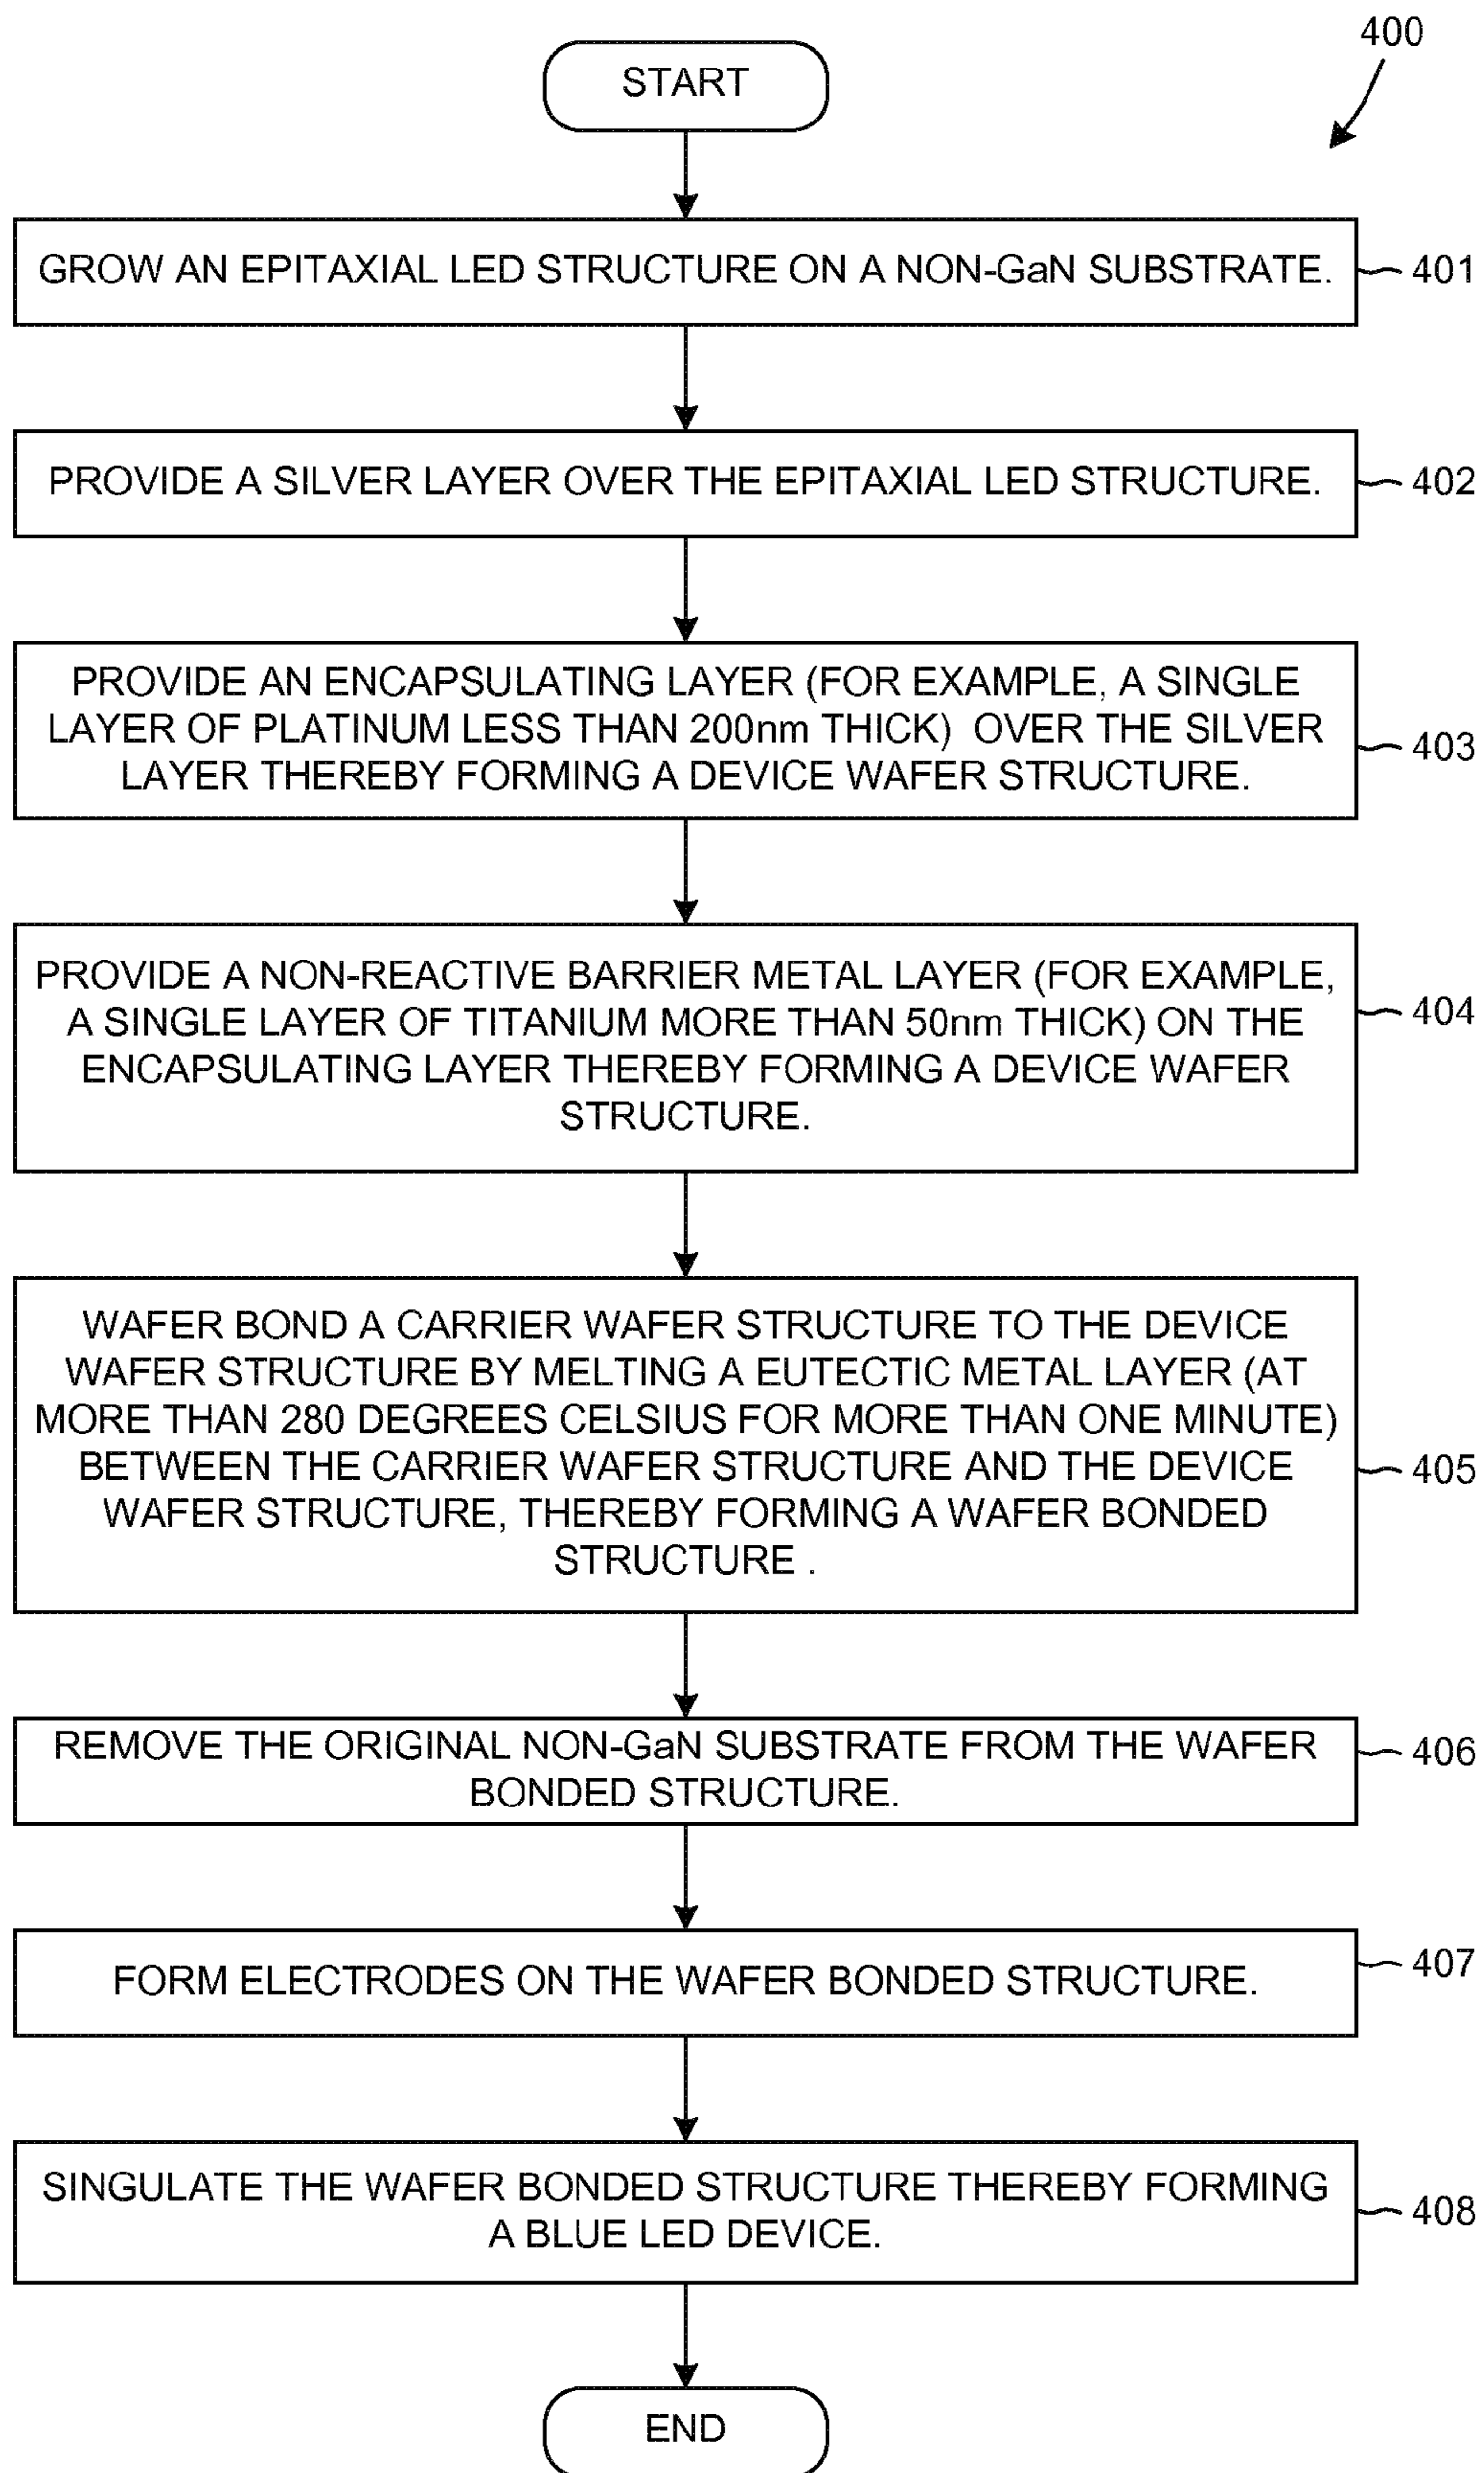 400
START
GROW AN EPITAXIAL LED STRUCTURE ON A NON-GaN SUBSTRATE.
401
PROVIDE A SILVER LAYER OVER THE EPITAXIAL LED STRUCTURE.
402
PROVIDE AN ENCAPSULATING LAYER (FOR EXAMPLE, A SINGLE
LAYER OF PLATINUM LESS THAN 200nm THICK) OVER THE SILVER
LAYER THEREBY FORMING A DEVICE WAFER STRUCTURE.
403
PROVIDE A NON-REACTIVE BARRIER METAL LAYER (FOR EXAMPLE,
A SINGLE LAYER OF TITANIUM MORE THAN 50nm THICK) ON THE
ENCAPSULATING LAYER THEREBY FORMING A DEVICE WAFER
STRUCTURE.
404
WAFER BOND A CARRIER WAFER STRUCTURE TO THE DEVICE
WAFER STRUCTURE BY MELTING A EUTECTIC METAL LAYER (AT
MORE THAN 280 DEGREES CELSIUS FOR MORE THAN ONE MINUTE)
BETWEEN THE CARRIER WAFER STRUCTURE AND THE DEVICE
WAFER STRUCTURE, THEREBY FORMING A WAFER BONDED
STRUCTURE .
405
REMOVE THE ORIGINAL NON-GaN SUBSTRATE FROM THE WAFER
BONDED STRUCTURE.
406
FORM ELECTRODES ON THE WAFER BONDED STRUCTURE.
407
SINGULATE THE WAFER BONDED STRUCTURE THEREBY FORMING
A BLUE LED DEVICE.
408
END